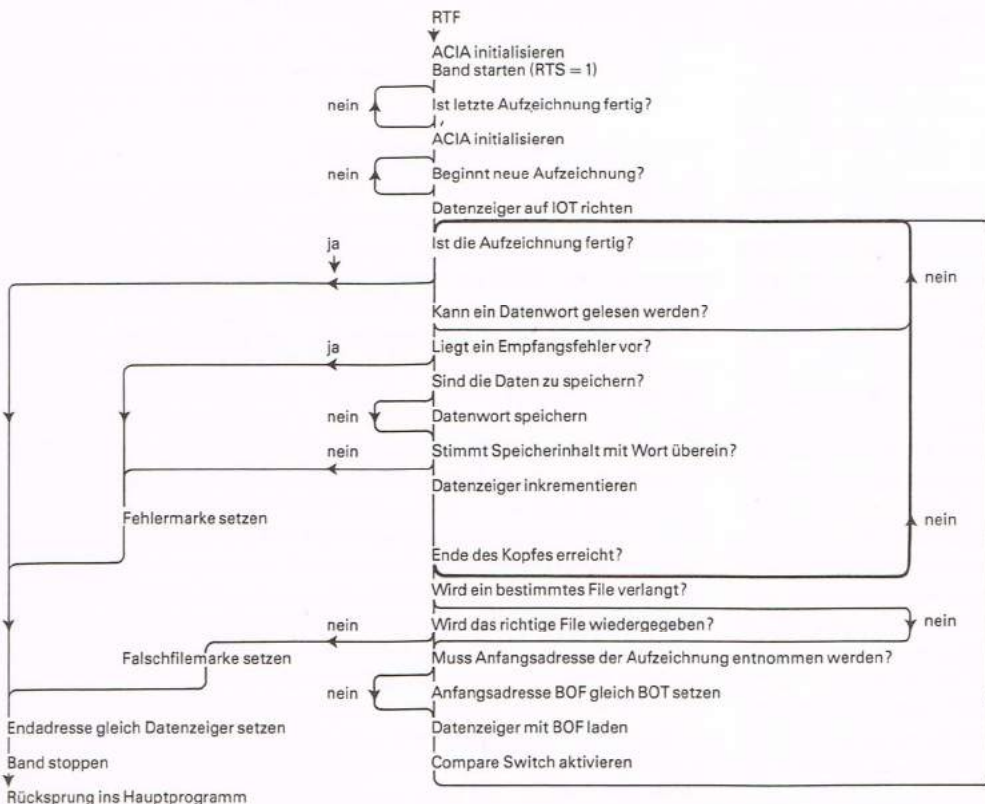 RTF
ACIA initialisieren
Band starten (RTS = 1)
nein
Ist letzte Aufzeichnung fertig?
ACIA initialisieren
nein
Beginnt neue Aufzeichnung?
Datenzeiger auf IOT richten
ja
Ist die Aufzeichnung fertig?
nein
Kann ein Datenwort gelesen werden?
ja
Liegt ein Empfangsfehler vor?
Sind die Daten zu speichern?
nein
Datenwort speichern
nein
Stimmt Speicherinhalt mit Wort überein?
Datenzeiger inkrementieren
Fehlermarke setzen
nein
Ende des Kopfes erreicht?
Wird ein bestimmtes File verlangt?
nein
Wird das richtige File wiedergegeben?
nein
Falschfilemarke setzen
Muss Anfangsadresse der Aufzeichnung entnommen werden?
nein
Anfangsadresse BOF gleich BOT setzen
Endadresse gleich Datenzeiger setzen
Datenzeiger mit BOF laden
Band stoppen
Compare Switch aktivieren
Rücksprung ins Hauptprogramm